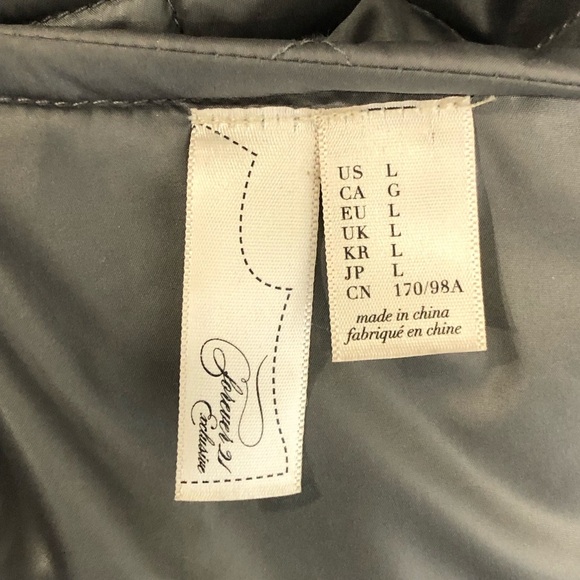 Forever 21
Exclusive
US L
CA G
EU L
UK L
KR L
JP L
CN 170/98A
made in china
fabriqué en chine